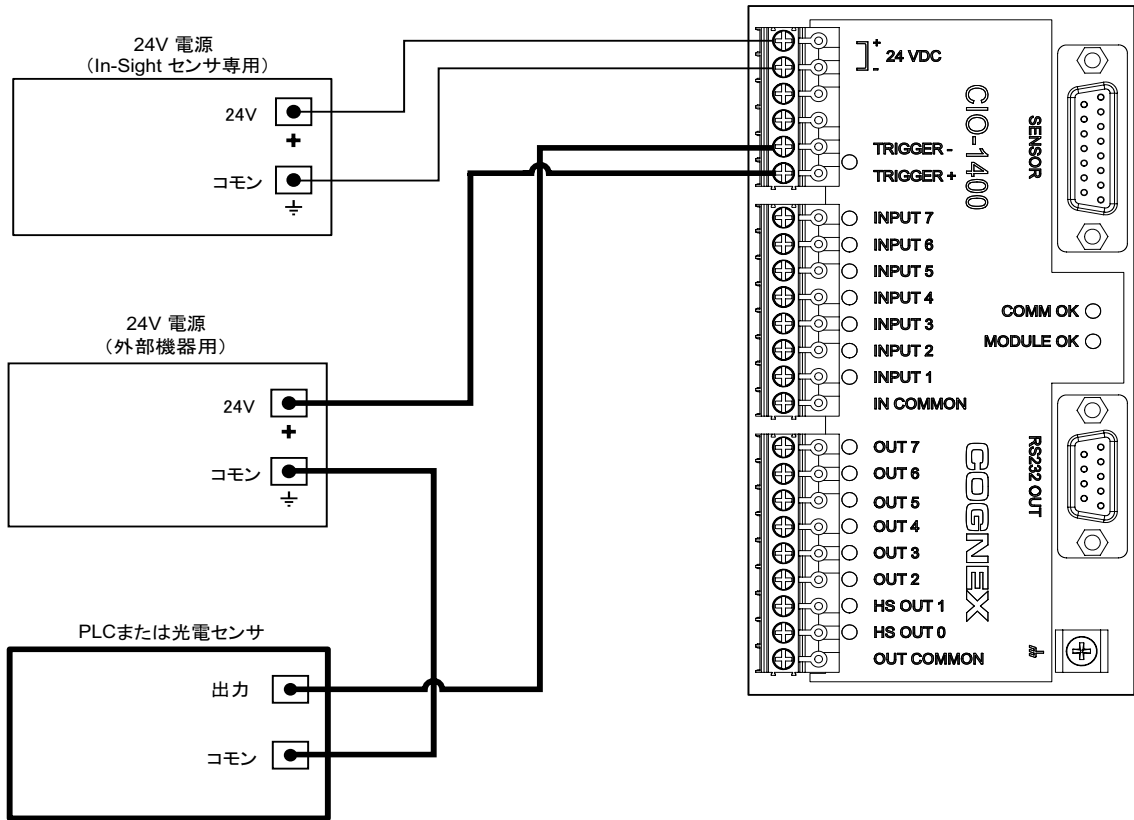 24V 電源
（In-Sight センサ専用）
24V
+
コモン
24V 電源
（外部機器用）
24V
+
コモン
PLCまたは光電センサ
出力
コモン
+
24 VDC
-
TRIGGER -
TRIGGER +
INPUT 7
INPUT 6
INPUT 5
INPUT 4
INPUT 3
INPUT 2
INPUT 1
IN COMMON
OUT 7
OUT 6
OUT 5
OUT 4
OUT 3
OUT 2
HS OUT 1
HS OUT 0
OUT COMMON
CIO-1400
COGNEX
SENSOR
COMM OK
MODULE OK
RS232 OUT